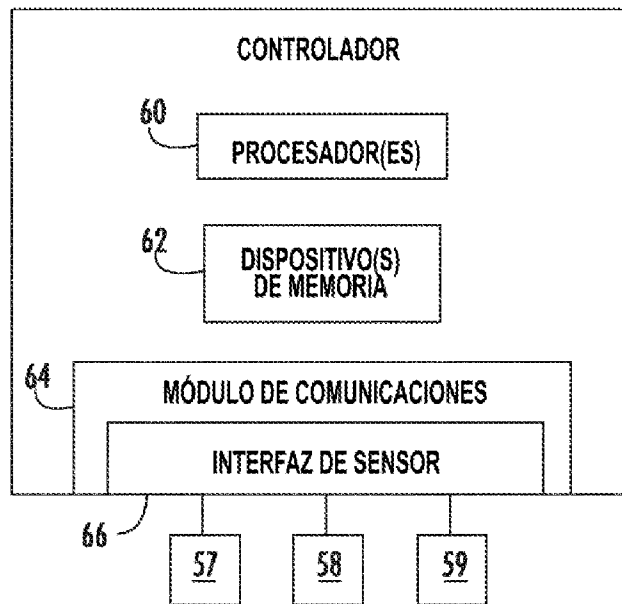 CONTROLADOR
60
PROCESADOR(ES)
62
DISPOSITIVO(S)
DE MEMORIA
64
MÓDULO DE COMUNICACIONES
INTERFAZ DE SENSOR
66
57 58 59